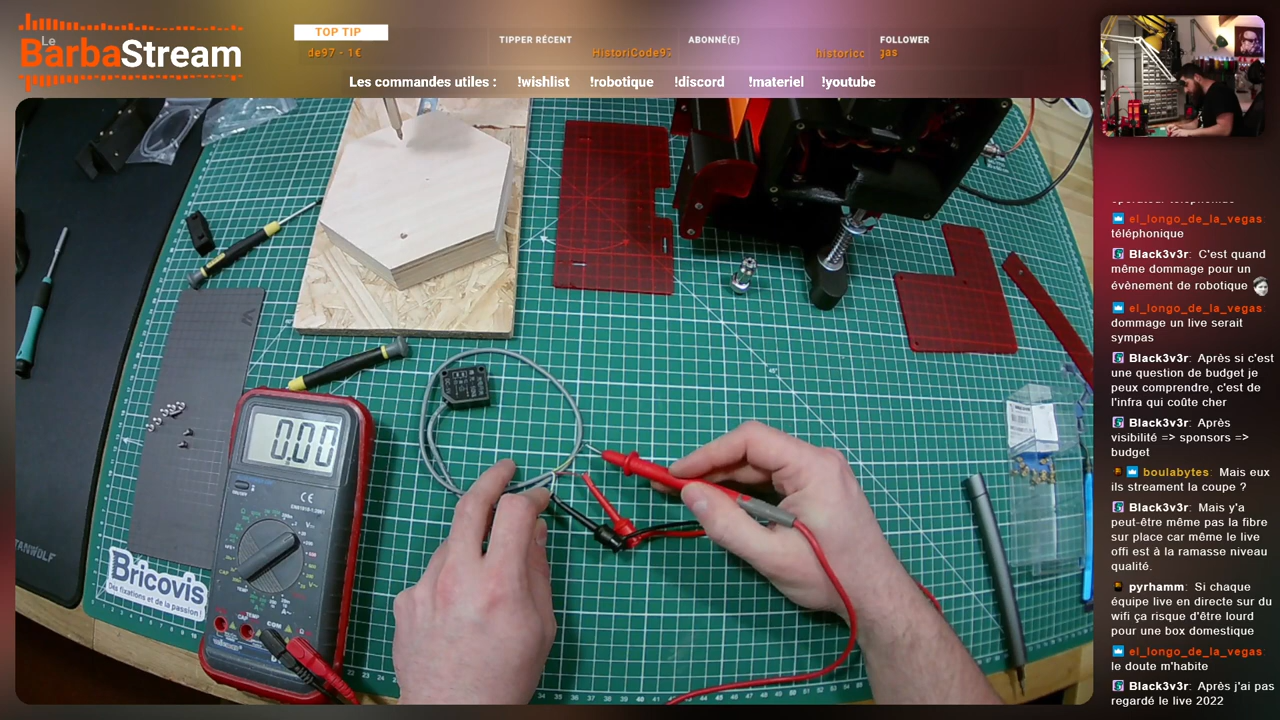 Le
BarbaStream
TOP TIP
de97 - 1€
TIPPER RÉCENT
HistoriCode97
ABONNÉ(E)
historicc
FOLLOWER
gas
Les commandes utiles : !wishlist !robotique !discord !materiel !youtube
el_longo_de_la_vegas:
téléphonique
Black3v3r: C'est quand
même dommage pour un
évènement de robotique
el_longo_de_la_vegas:
dommage un live serait
sympas
Black3v3r: Après si c'est
une question de budget je
peux comprendre, c'est de
l'infra qui coûte cher
Black3v3r: Après
visibilité => sponsors =>
budget
boulabytes: Mais eux
ils streament la coupe ?
Black3v3r: Mais y'a
peut-être même pas la fibre
sur place car même le live
offi est à la ramasse niveau
qualité.
pyrhamm: Si chaque
équipe live en directe sur du
wifi ça risque d'être lourd
pour une box domestique
el_longo_de_la_vegas:
le doute m'habite
Black3v3r: Après j'ai pas
regardé le live 2022
0.00
ON/OFF
CE
COM
Bricovis
Des fixations et de la passion !